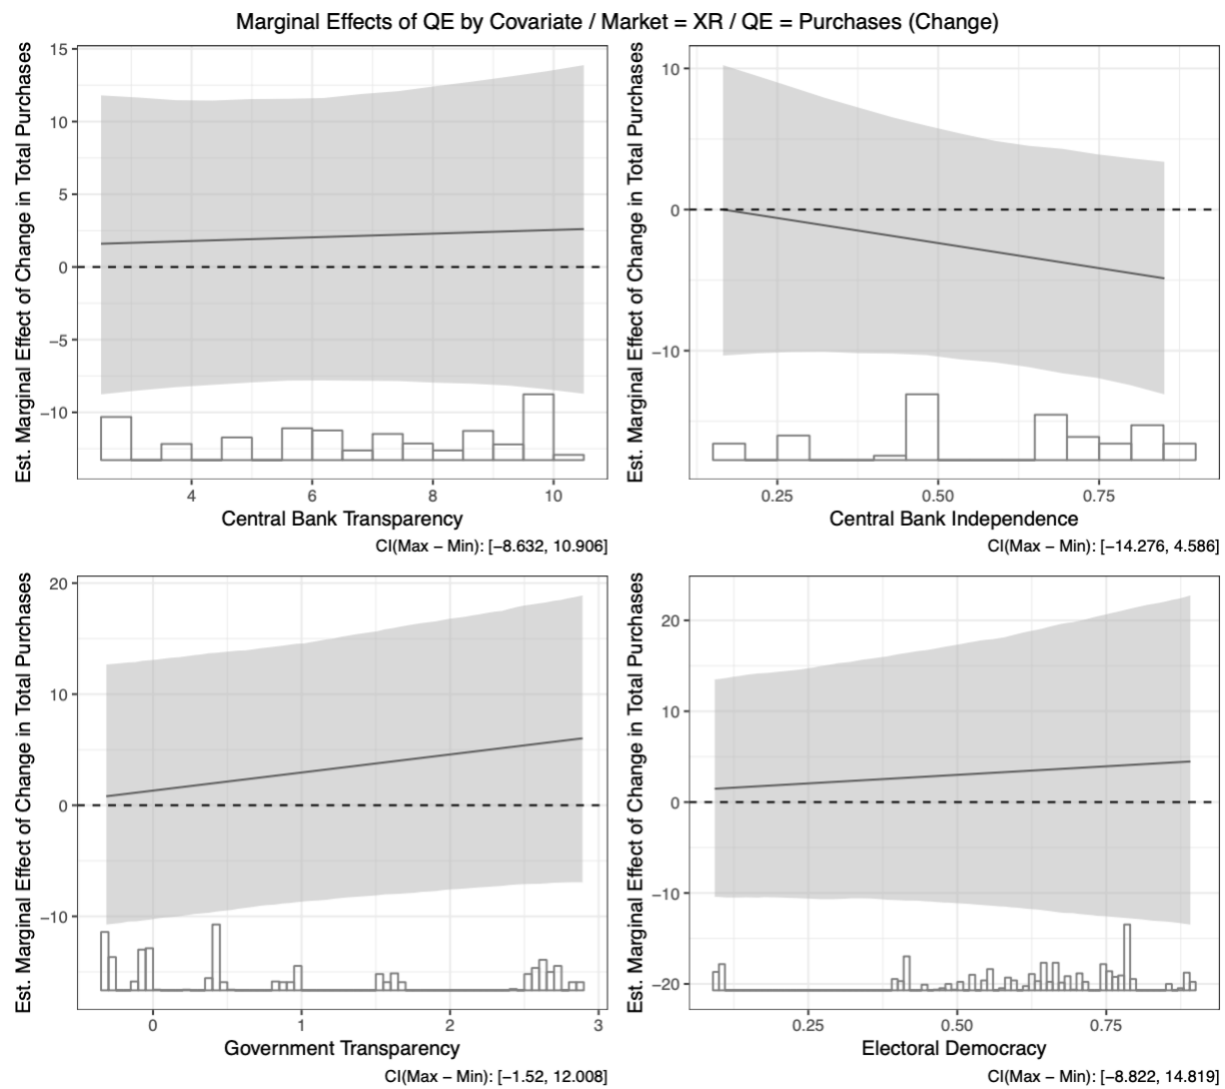 Marginal Effects of QE by Covariate / Market = XR / QE = Purchases (Change)
Est. Marginal Effect of Change in Total Purchases
15
10
5
0
−5
−10
4 6 8 10
Central Bank Transparency
CI(Max − Min): [−8.632, 10.906]
Est. Marginal Effect of Change in Total Purchases
10
0
−10
0.25 0.50 0.75
Central Bank Independence
CI(Max − Min): [−14.276, 4.586]
Est. Marginal Effect of Change in Total Purchases
20
10
0
−10
0 1 2 3
Government Transparency
CI(Max − Min): [−1.52, 12.008]
Est. Marginal Effect of Change in Total Purchases
20
10
0
−10
−20
0.25 0.50 0.75
Electoral Democracy
CI(Max − Min): [−8.822, 14.819]